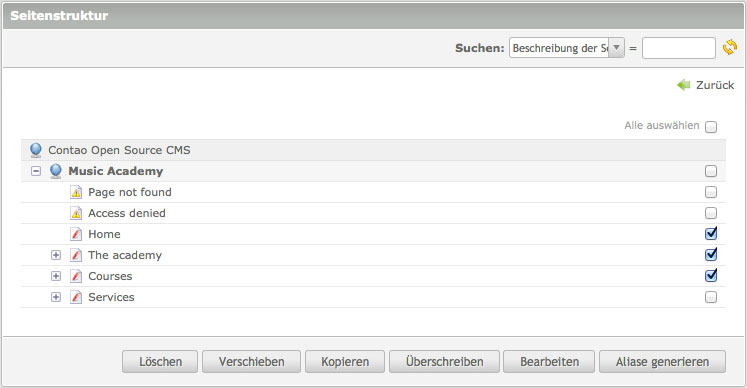 Seitenstruktur
Suchen: Beschreibung der Se =
Zurück
Alle auswählen
Contao Open Source CMS
Music Academy
Page not found
Access denied
Home
The academy
Courses
Services
Löschen Verschieben Kopieren Überschreiben Bearbeiten Aliase generieren